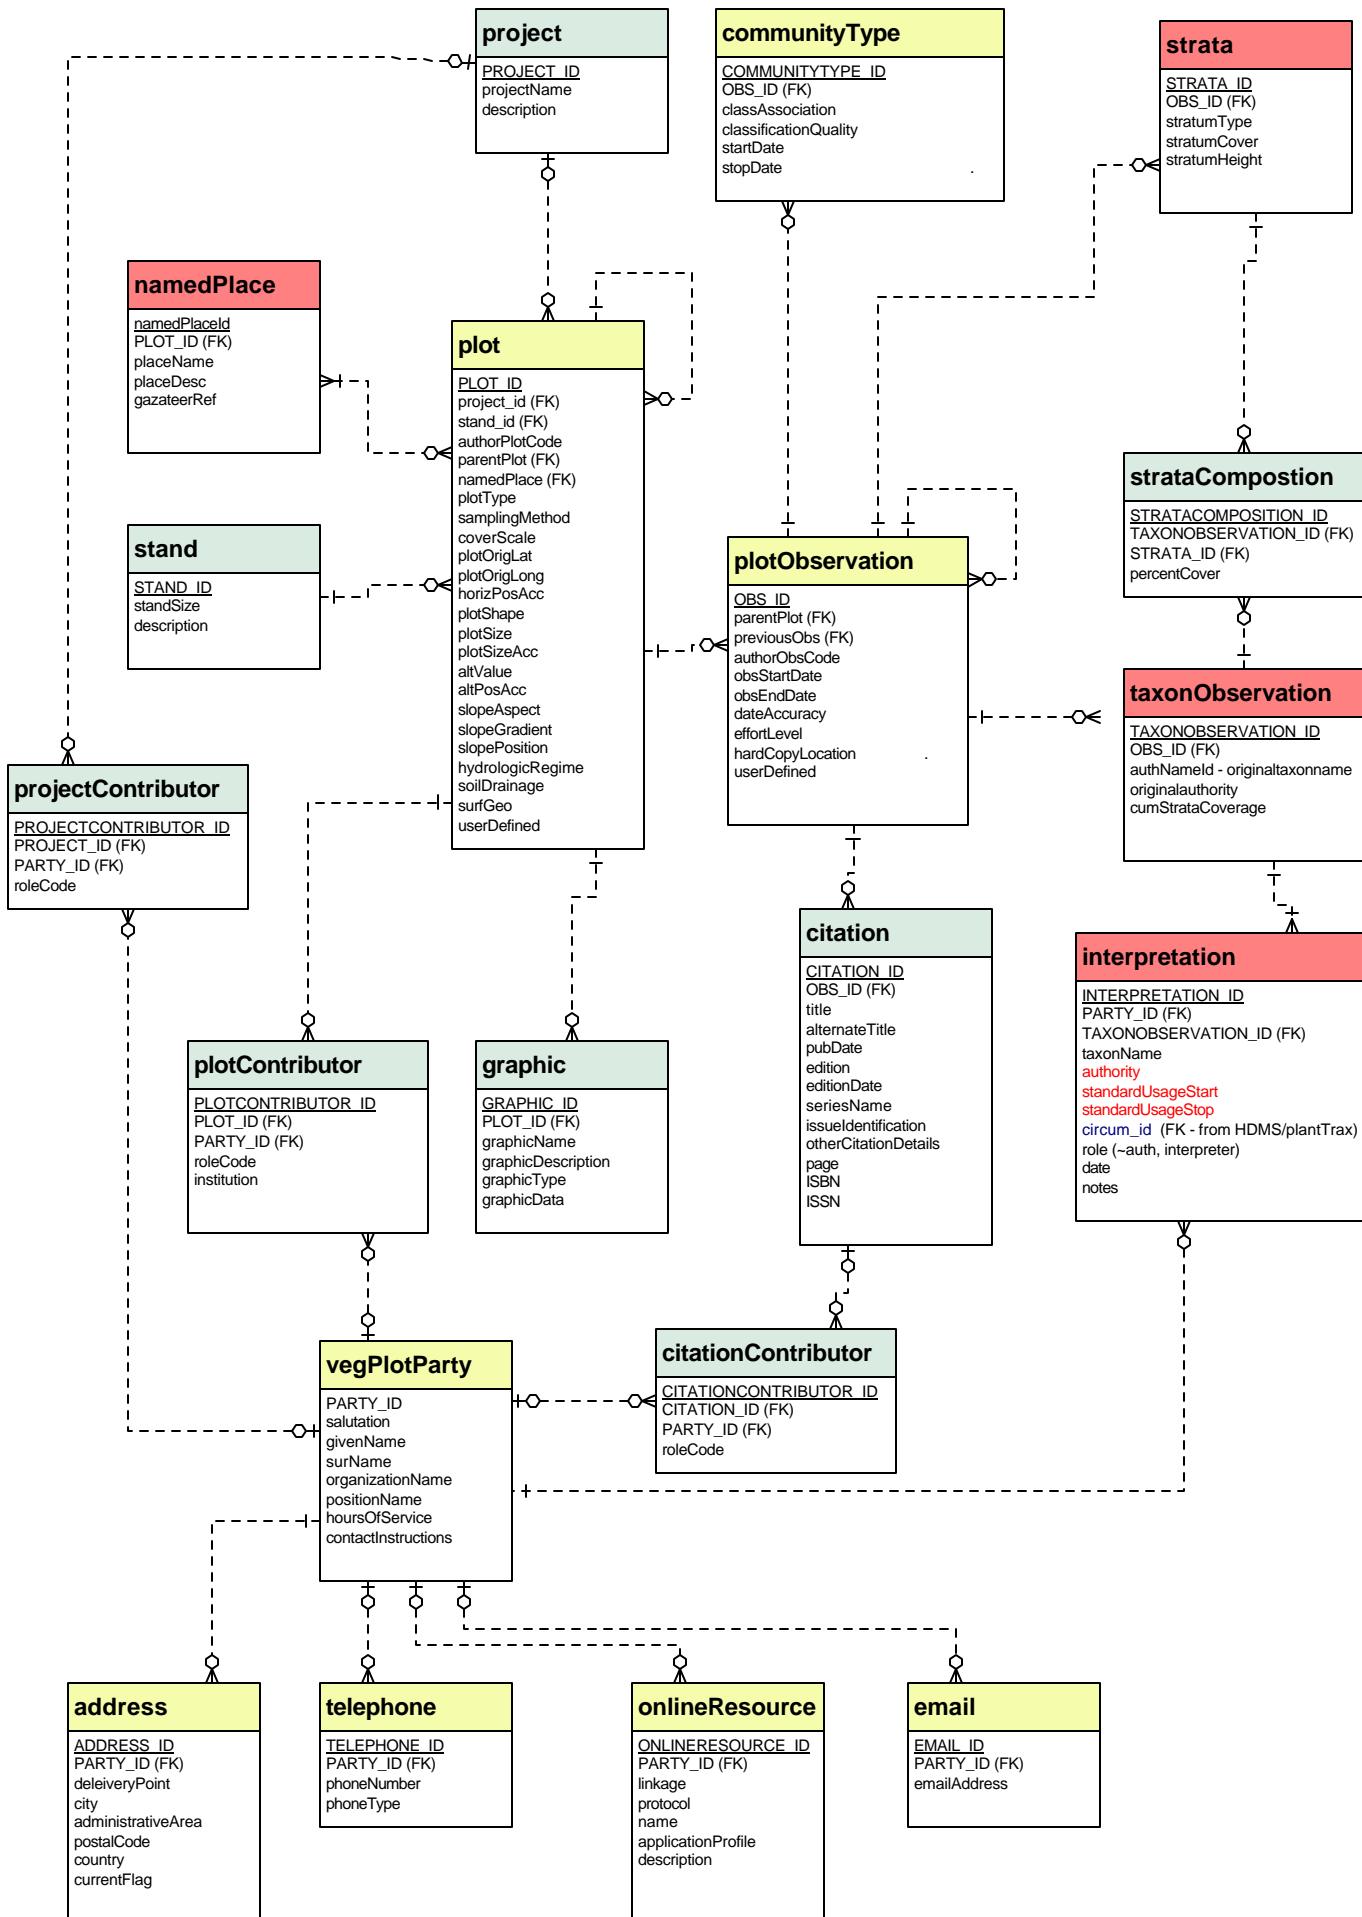 project
PROJECT_ID
projectName
description
communityType
COMMUNITYTYPE_ID
OBS_ID (FK)
classAssociation
classificationQuality
startDate
stopDate
.
strata
STRATA_ID
OBS_ID (FK)
stratumType
stratumCover
stratumHeight
namedPlace
namedPlaceId
PLOT_ID (FK)
placeName
placeDesc
gazateerRef
plot
PLOT_ID
project_id (FK)
stand_id (FK)
authorPlotCode
parentPlot (FK)
namedPlace (FK)
plotType
samplingMethod
coverScale
plotOrigLat
plotOrigLong
horizPosAcc
plotShape
plotSize
plotSizeAcc
altValue
altPosAcc
slopeAspect
slopeGradient
slopePosition
hydrologicRegime
soilDrainage
surfGeo
userDefined
strataCompostion
STRATACOMPOSITION_ID
TAXONOBSERVATION_ID (FK)
STRATA_ID (FK)
percentCover
stand
STAND_ID
standSize
description
plotObservation
OBS_ID
parentPlot (FK)
previousObs (FK)
authorObsCode
obsStartDate
obsEndDate
dateAccuracy
effortLevel
hardCopyLocation .
userDefined
taxonObservation
TAXONOBSERVATION_ID
OBS_ID (FK)
authNameId - originaltaxonname
originalauthority
cumStrataCoverage
projectContributor
PROJECTCONTRIBUTOR_ID
PROJECT_ID (FK)
PARTY_ID (FK)
roleCode
citation
CITATION_ID
OBS_ID (FK)
title
alternateTitle
pubDate
edition
editionDate
seriesName
issueIdentification
otherCitationDetails
page
ISBN
ISSN
interpretation
INTERPRETATION_ID
PARTY_ID (FK)
TAXONOBSERVATION_ID (FK)
taxonName
authority
standardUsageStart
standardUsageStop
circum_id (FK - from HDMS/plantTrax)
role (~auth, interpreter)
date
notes
plotContributor
PLOTCONTRIBUTOR_ID
PLOT_ID (FK)
PARTY_ID (FK)
roleCode
institution
graphic
GRAPHIC_ID
PLOT_ID (FK)
graphicName
graphicDescription
graphicType
graphicData
vegPlotParty
PARTY_ID
salutation
givenName
surName
organizationName
positionName
hoursOfService
contactInstructions
citationContributor
CITATIONCONTRIBUTOR_ID
CITATION_ID (FK)
PARTY_ID (FK)
roleCode
address
ADDRESS_ID
PARTY_ID (FK)
deleiveryPoint
city
administrativeArea
postalCode
country
currentFlag
telephone
TELEPHONE_ID
PARTY_ID (FK)
phoneNumber
phoneType
onlineResource
ONLINERESOURCE_ID
PARTY_ID (FK)
linkage
protocol
name
applicationProfile
description
email
EMAIL_ID
PARTY_ID (FK)
emailAddress